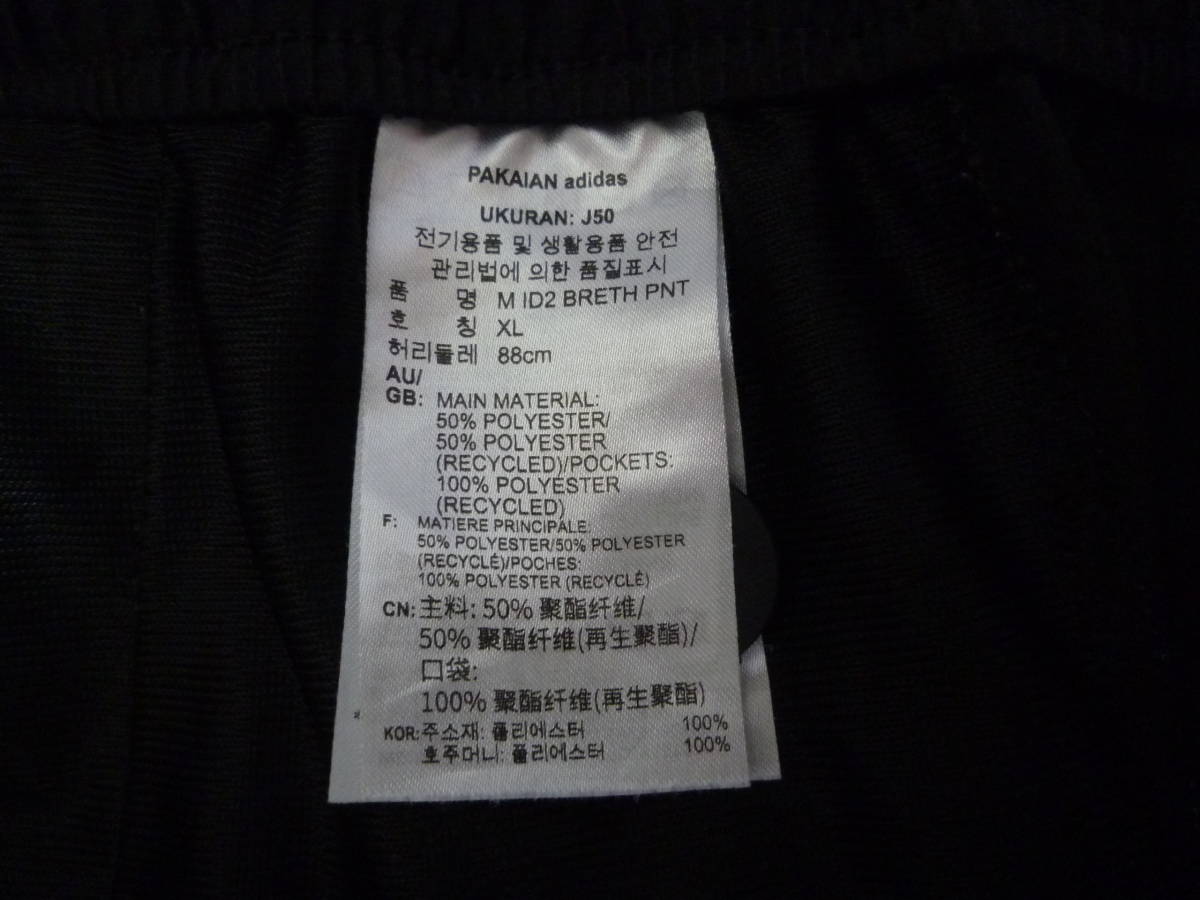 PAKAIAN adidas
UKURAN: J50
전기용품 및 생활용품 안전
관리법에 의한 품질표시
품 명 M ID2 BRETH PNT
호 칭 XL
허리둘레 88cm
AU/
GB: MAIN MATERIAL:
50% POLYESTER/
50% POLYESTER
(RECYCLED)/POCKETS:
100% POLYESTER
(RECYCLED)
F: MATIERE PRINCIPALE:
50% POLYESTER/50% POLYESTER
(RECYCLÉ)/POCHES:
100% POLYESTER (RECYCLÉ)
CN: 主料: 50% 聚酯纤维/
50% 聚酯纤维(再生聚酯)/
口袋:
100% 聚酯纤维(再生聚酯)
KOR: 주소재: 폴리에스터 100%
호주머니: 폴리에스터 100%